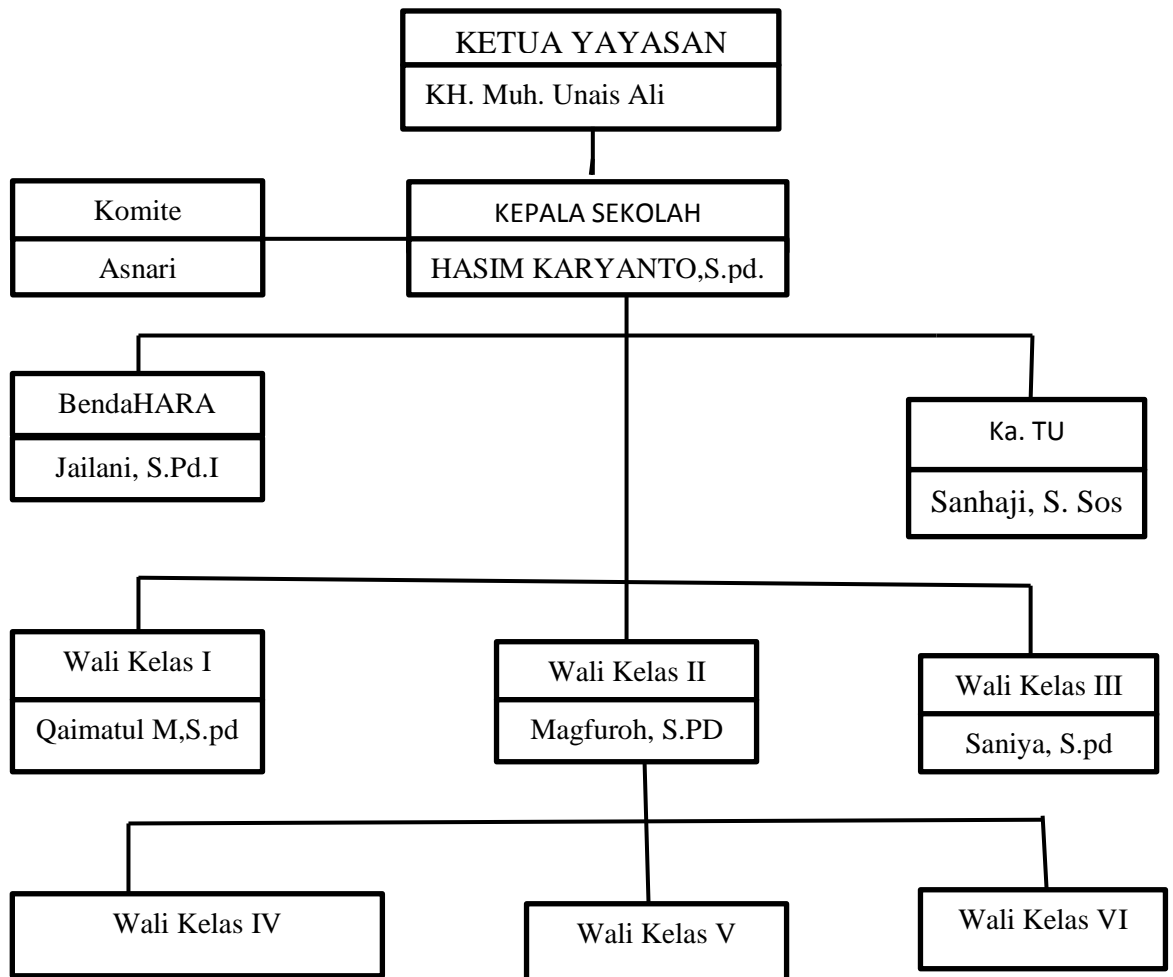 KETUA YAYASAN
KH. Muh. Unais Ali
Komite
Asnari
KEPALA SEKOLAH
HASIM KARYANTO,S.pd.
BendaHARA
Jailani, S.Pd.I
Ka. TU
Sanhaji, S. Sos
Wali Kelas I
Qaimatul M,S.pd
Wali Kelas II
Magfuroh, S.PD
Wali Kelas III
Saniya, S.pd
Wali Kelas IV
Wali Kelas V
Wali Kelas VI